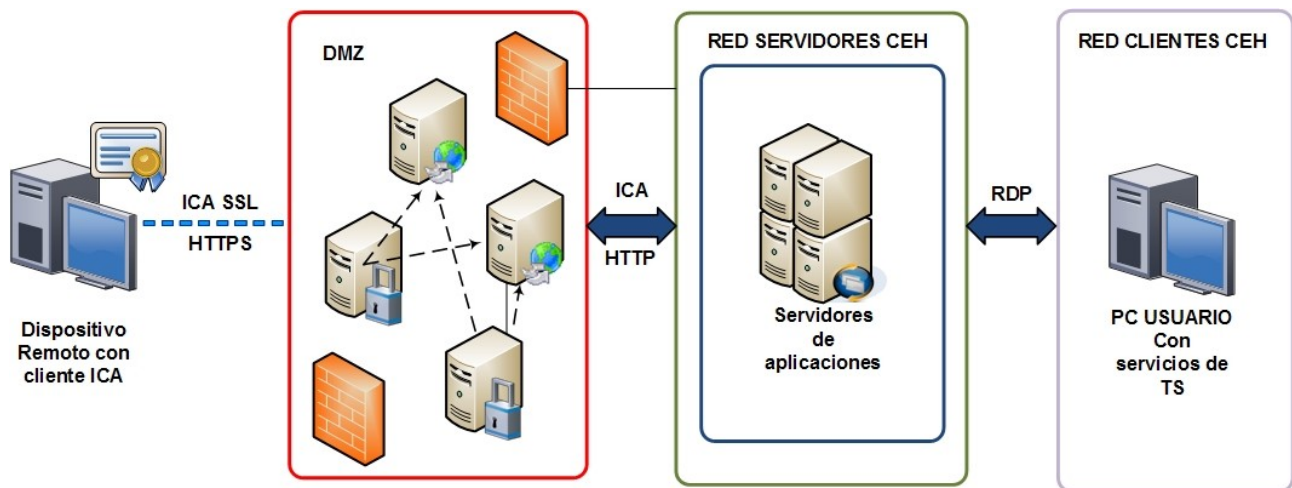 DMZ
RED SERVIDORES CEH
RED CLIENTES CEH
ICA SSL
HTTPS
ICA
HTTP
RDP
Dispositivo
Remoto con
cliente ICA
Servidores
de
aplicaciones
PC USUARIO
Con
servicios de
TS